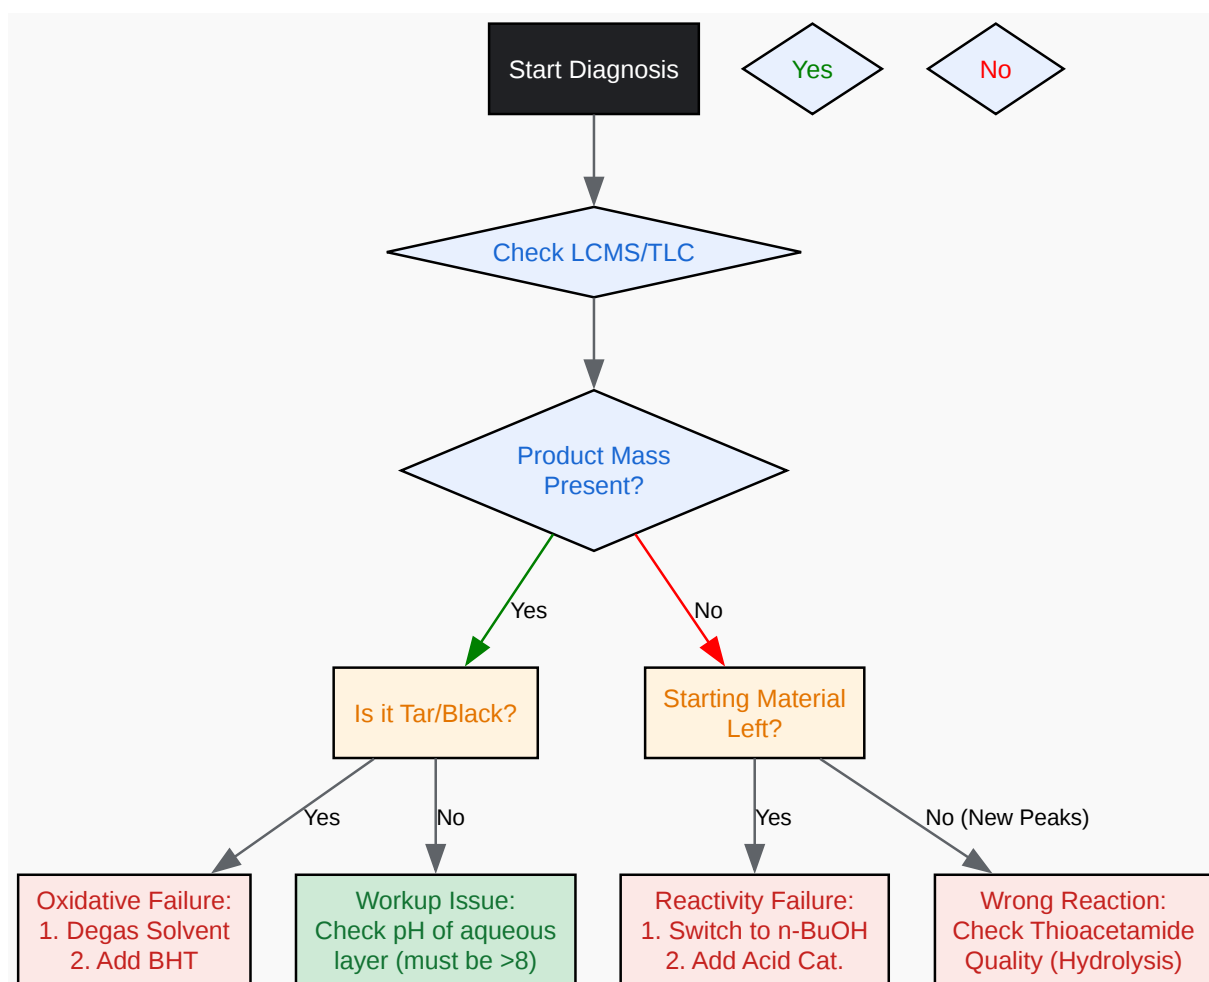 Start Diagnosis
Yes
No
Check LCMS/TLC
Product Mass
Present?
Yes
No
Is it Tar/Black?
Starting Material
Left?
Yes
No
Yes
No (New Peaks)
Oxidative Failure:
1. Degas Solvent
2. Add BHT
Workup Issue:
Check pH of aqueous
layer (must be >8)
Reactivity Failure:
1. Switch to n-BuOH
2. Add Acid Cat.
Wrong Reaction:
Check Thioacetamide
Quality (Hydrolysis)